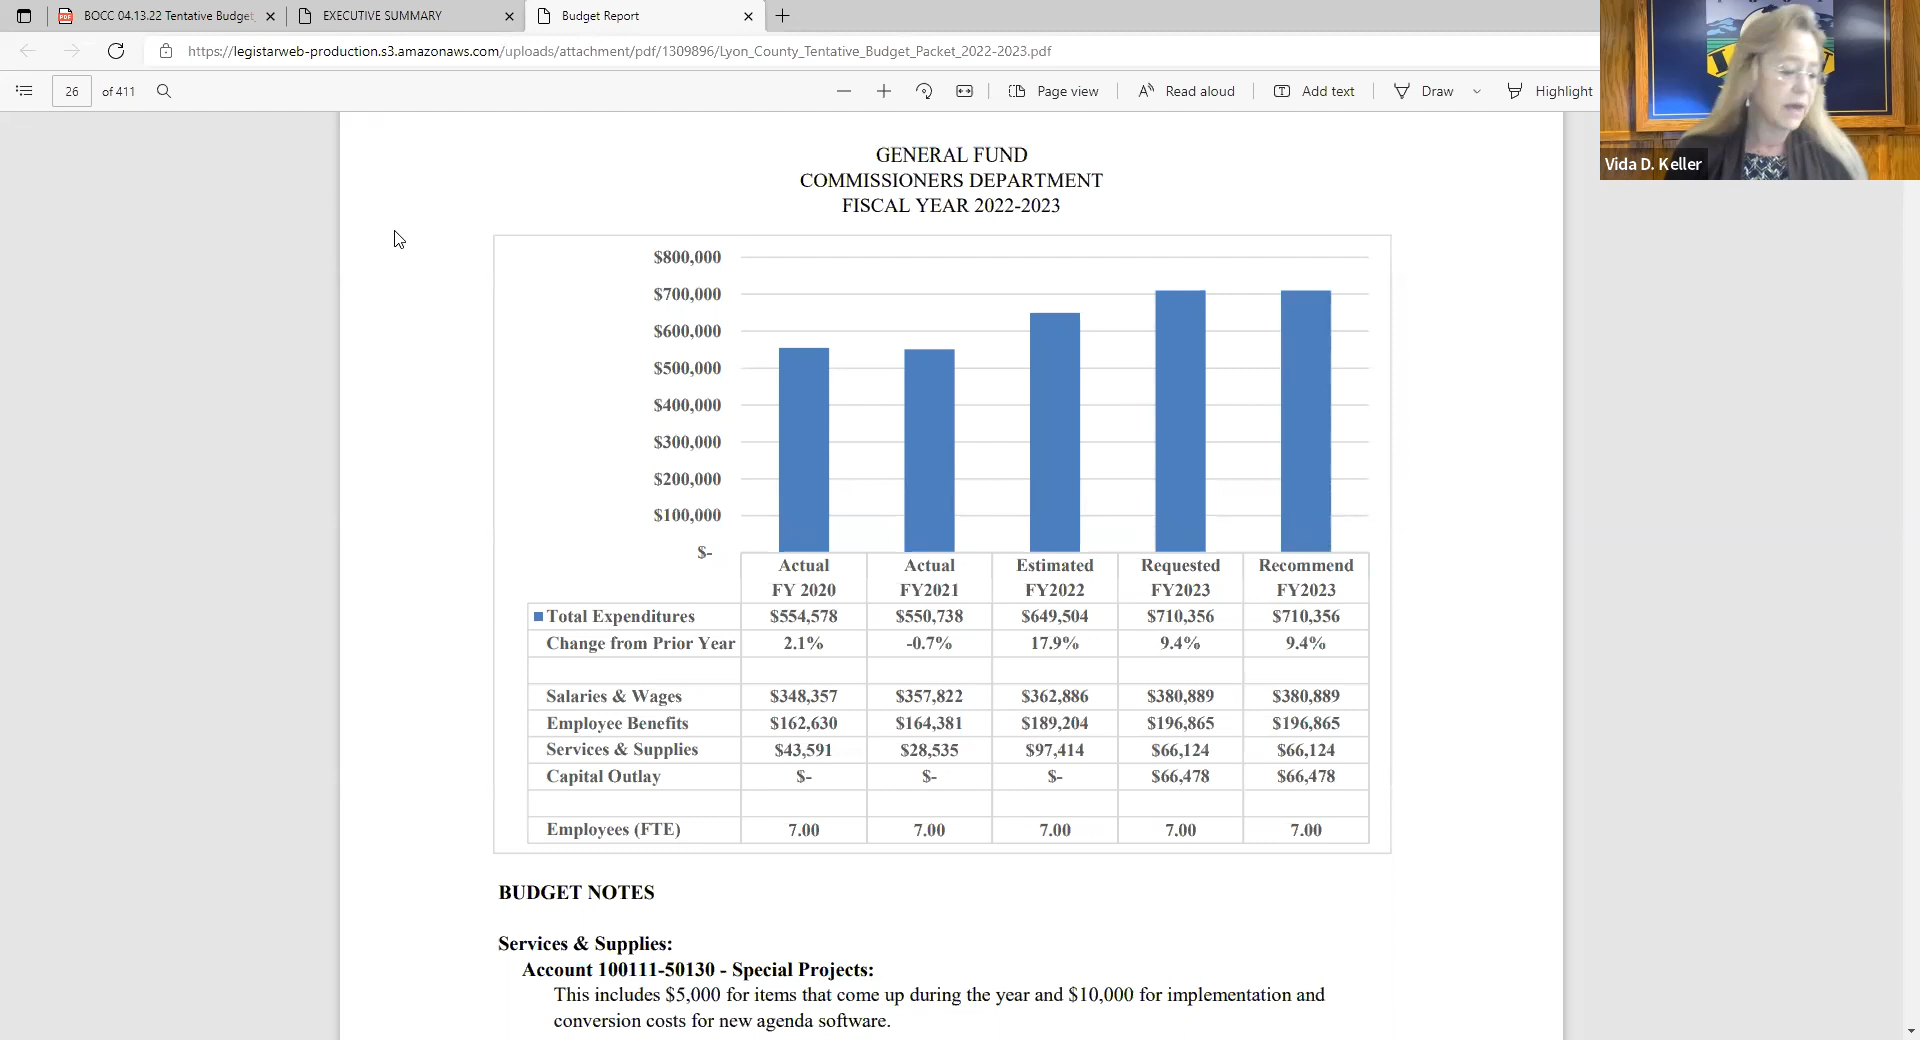 BOCC 04.13.22 Tentative Budget
EXECUTIVE SUMMARY
Budget Report
https://legistarweb-production.s3.amazonaws.com/uploads/attachment/pdf/1309896/Lyon_County_Tentative_Budget_Packet_2022-2023.pdf
26 of 411
Page view
Read aloud
Add text
Draw
Highlight
Vida D. Keller
GENERAL FUND
COMMISSIONERS DEPARTMENT
FISCAL YEAR 2022-2023
$800,000
$700,000
$600,000
$500,000
$400,000
$300,000
$200,000
$100,000
$-
Actual Actual Estimated Requested Recommend
FY 2020 FY2021 FY2022 FY2023 FY2023
Total Expenditures $554,578 $550,738 $649,504 $710,356 $710,356
Change from Prior Year 2.1% -0.7% 17.9% 9.4% 9.4%
Salaries & Wages $348,357 $357,822 $362,886 $380,889 $380,889
Employee Benefits $162,630 $164,381 $189,204 $196,865 $196,865
Services & Supplies $43,591 $28,535 $97,414 $66,124 $66,124
Capital Outlay $- $- $- $66,478 $66,478
Employees (FTE) 7.00 7.00 7.00 7.00 7.00
BUDGET NOTES
Services & Supplies:
Account 100111-50130 - Special Projects:
This includes $5,000 for items that come up during the year and $10,000 for implementation and
conversion costs for new agenda software.